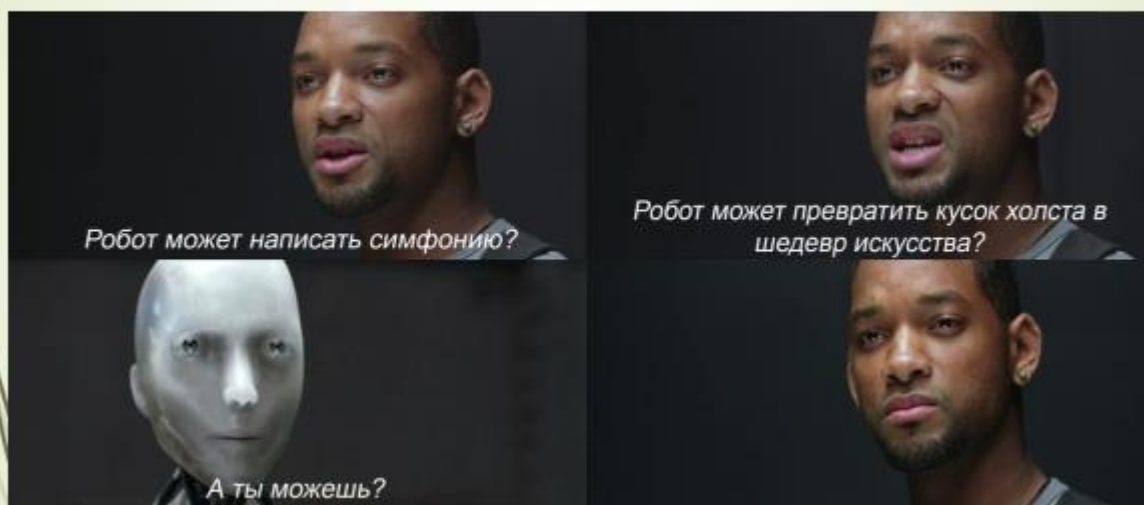 Робот может написать симфонию?
Робот может превратить кусок холста в
шедевр искусства?
А ты можешь?